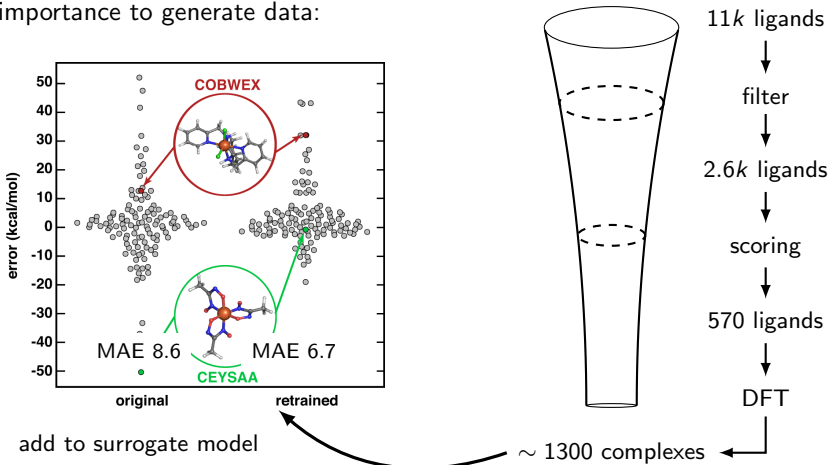 importance to generate data:
50
40
30
20
10
0
-10
-20
-30
-40
-50
error (kcal/mol)
COBWEX
CEYSAA
MAE 8.6
MAE 6.7
original
retrained
add to surrogate model
11k ligands
filter
2.6k ligands
scoring
570 ligands
DFT
~ 1300 complexes